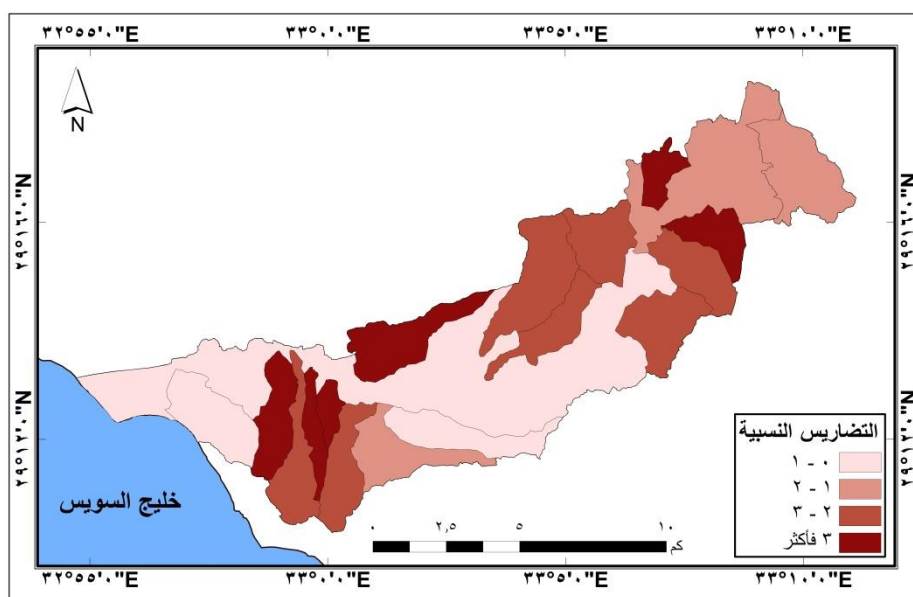 ٣٢°٥٥'٠"E ٣٣°٠'٠"E ٣٣°٥'٠"E ٣٣°١٠'٠"E
N
٢٩°١٦'٠"N ٢٩°١٦'٠"N
٢٩°١٢'٠"N ٢٩°١٢'٠"N
خليج السويس
التضاريس النسبية
٠ - ١
١ - ٢
٢ - ٣
٣ فأكثر
٠ ٢,٥ ٥ ١٠
كم
٣٢°٥٥'٠"E ٣٣°٠'٠"E ٣٣°٥'٠"E ٣٣°١٠'٠"E